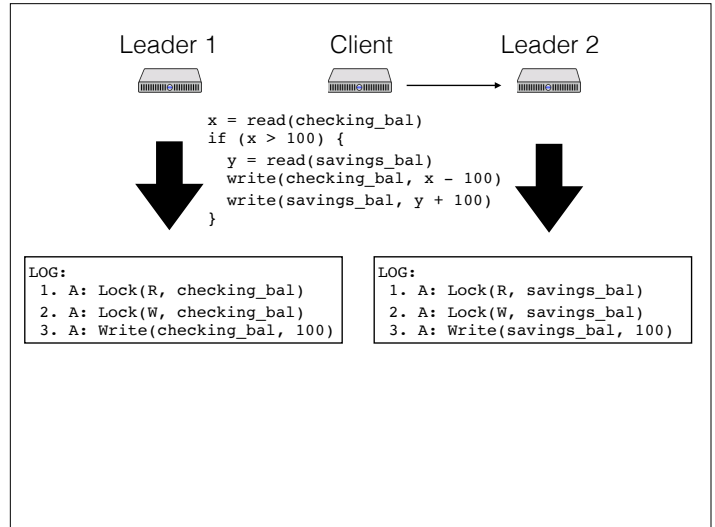 Leader 1
Client
Leader 2
x = read(checking_bal)
if (x > 100) {
y = read(savings_bal)
write(checking_bal, x - 100)
write(savings_bal, y + 100)
}
LOG:
1. A: Lock(R, checking_bal)
2. A: Lock(W, checking_bal)
3. A: Write(checking_bal, 100)
LOG:
1. A: Lock(R, savings_bal)
2. A: Lock(W, savings_bal)
3. A: Write(savings_bal, 100)